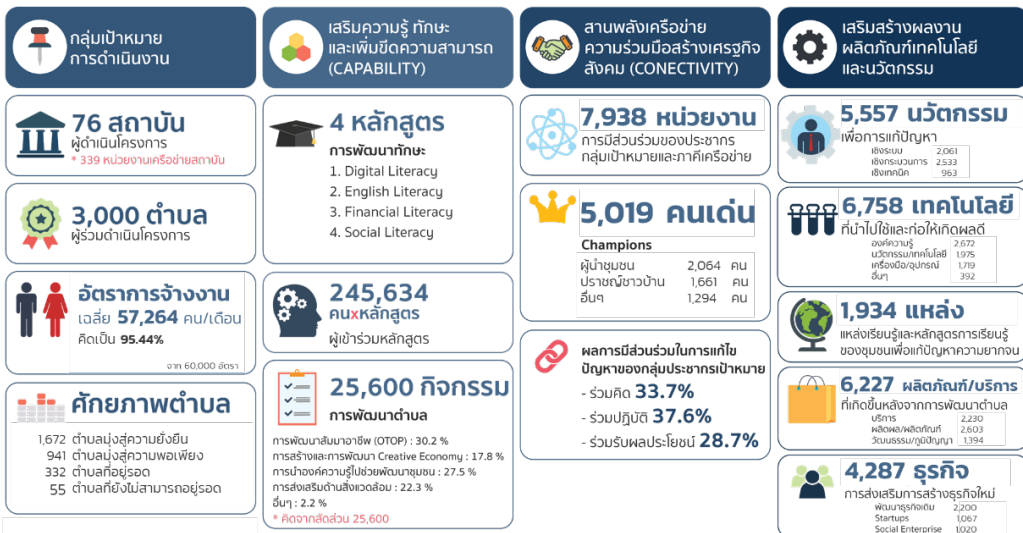 กลุ่มเป้าหมาย
การดำเนินงาน
76 สถาบัน
ผู้ดำเนินโครงการ
* 339 หน่วยงานเครือข่ายสถาบัน
3,000 ตำบล
ผู้ร่วมดำเนินโครงการ
อัตราการจ้างงาน
เฉลี่ย 57,264 คน/เดือน
คิดเป็น 95.44%
จาก 60,000 อัตรา
ศักยภาพตำบล
1,672 ตำบลมุ่งสู่ความยั่งยืน
941 ตำบลมุ่งสู่ความพอเพียง
332 ตำบลที่อยู่รอด
55 ตำบลที่ยังไม่สามารถอยู่รอด
เสริมความรู้ ทักษะ
และเพิ่มขีดความสามารถ
(CAPABILITY)
4 หลักสูตร
การพัฒนาทักษะ
1. Digital Literacy
2. English Literacy
3. Financial Literacy
4. Social Literacy
245,634
คนxหลักสูตร
ผู้เข้าร่วมหลักสูตร
25,600 กิจกรรม
การพัฒนาตำบล
การพัฒนาสัมมาอาชีพ (OTOP) : 30.2 %
การสร้างและการพัฒนา Creative Economy : 17.8 %
การนำองค์ความรู้ไปช่วยพัฒนาชุมชน : 27.5 %
การส่งเสริมด้านสิ่งแวดล้อม : 22.3 %
อื่นๆ : 2.2 %
* คิดจากสัดส่วน 25,600
สานพลังเครือข่าย
ความร่วมมือสร้างเศรษฐกิจ
สังคม (CONECTIVITY)
7,938 หน่วยงาน
การมีส่วนร่วมของประชากร
กลุ่มเป้าหมายและภาคีเครือข่าย
5,019 คนเด่น
Champions
ผู้นำชุมชน 2,064 คน
ปราชญ์ชาวบ้าน 1,661 คน
อื่นๆ 1,294 คน
ผลการมีส่วนร่วมในการแก้ไข
ปัญหาของกลุ่มประชากรเป้าหมาย
- ร่วมคิด 33.7%
- ร่วมปฏิบัติ 37.6%
- ร่วมรับผลประโยชน์ 28.7%
เสริมสร้างผลงาน
ผลิตภัณฑ์เทคโนโลยี
และนวัตกรรม
5,557 นวัตกรรม
เพื่อการแก้ปัญหา
เชิงระบบ 2,061
เชิงกระบวนการ 2,533
เชิงเทคนิค 963
6,758 เทคโนโลยี
ที่นำไปใช้และก่อให้เกิดผลดี
องค์ความรู้ 2,672
นวัตกรรม/เทคโนโลยี 1,975
เครื่องมือ/อุปกรณ์ 1,719
อื่นๆ 392
1,934 แหล่ง
แหล่งเรียนรู้และหลักสูตรการเรียนรู้
ของชุมชนเพื่อแก้ปัญหาความยากจน
6,227 ผลิตภัณฑ์/บริการ
ที่เกิดขึ้นหลังจากการพัฒนาตำบล
บริการ 2,230
ผลิตผล/ผลิตภัณฑ์ 2,603
วัฒนธรรม/ภูมิปัญญา 1,394
4,287 ธุรกิจ
การส่งเสริมการสร้างธุรกิจใหม่
พัฒนาธุรกิจเดิม 2,200
Startups 1,067
Social Enterprise 1,020